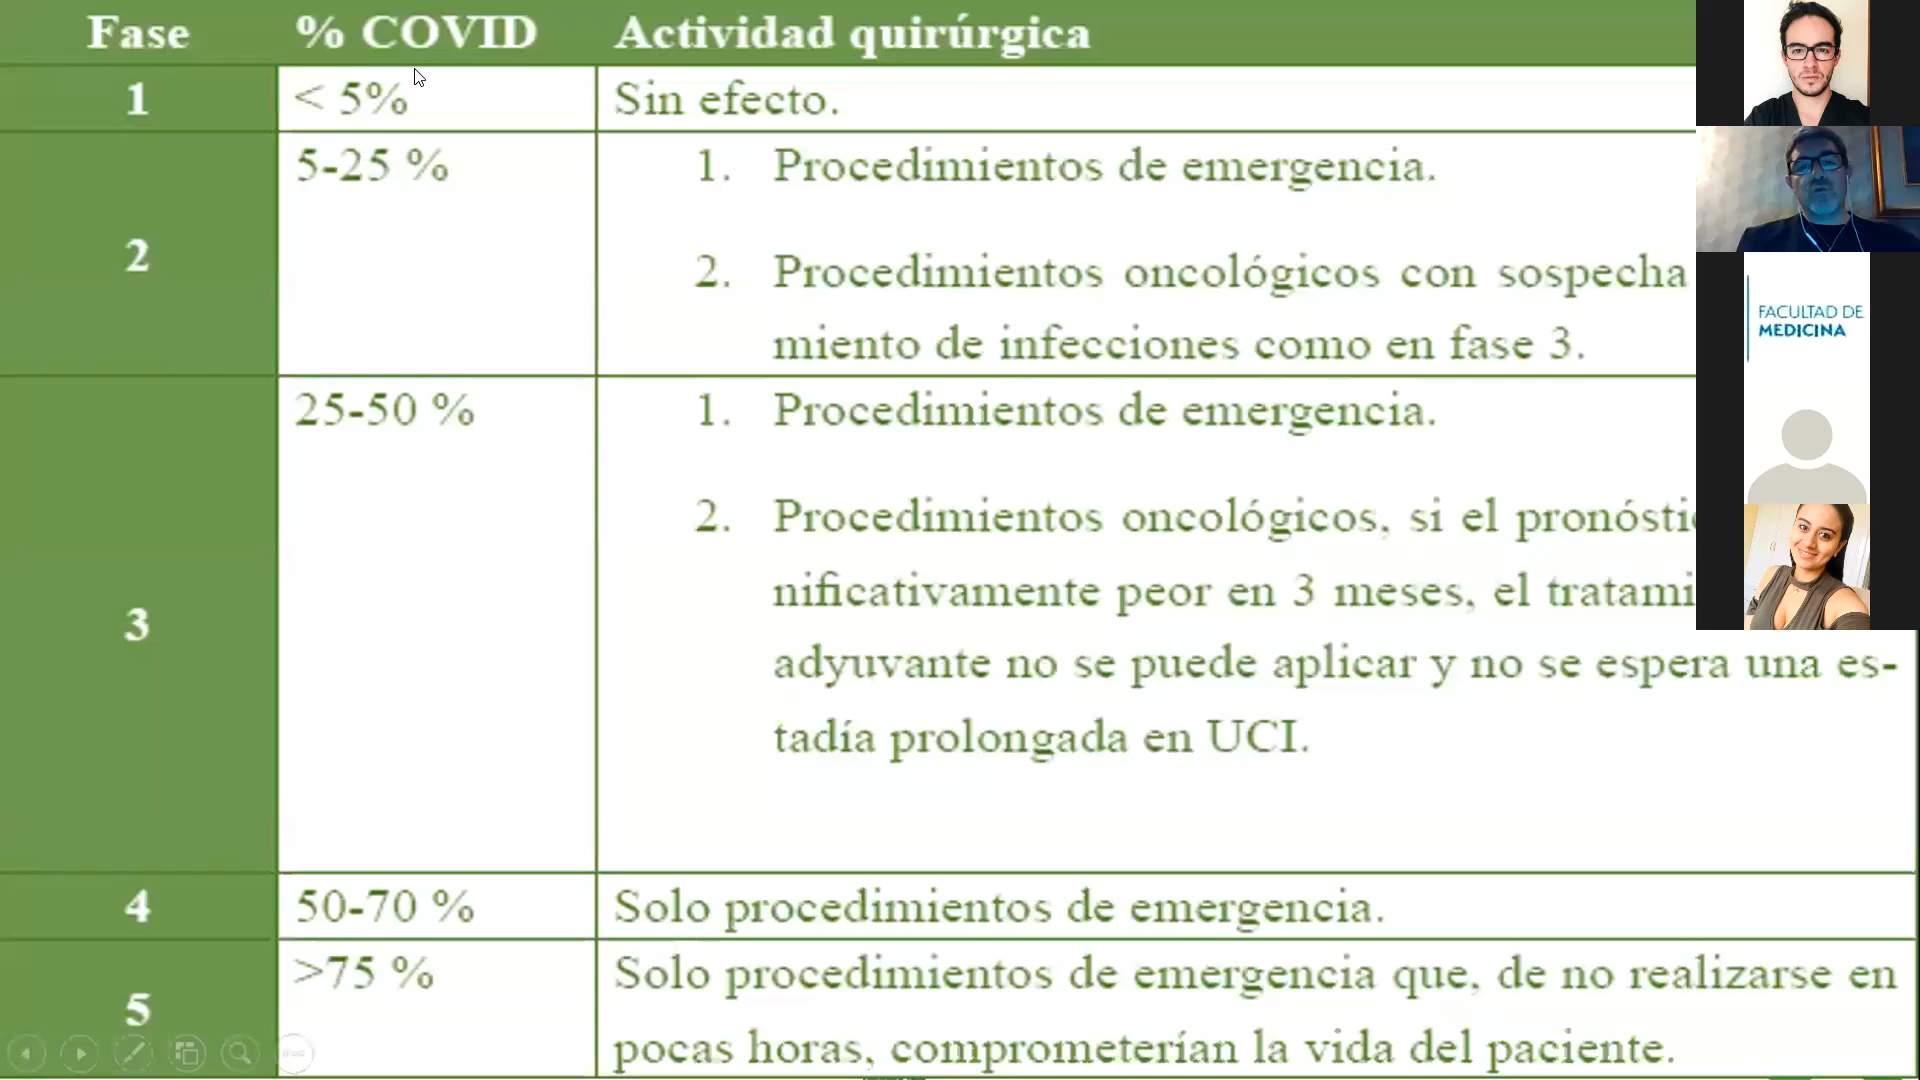 Fase % COVID Actividad quirúrgica
1 < 5% Sin efecto.
2 5-25 % 1. Procedimientos de emergencia.
2. Procedimientos oncológicos con sospecha
miento de infecciones como en fase 3.
3 25-50 % 1. Procedimientos de emergencia.
2. Procedimientos oncológicos, si el pronósti
nificativamente peor en 3 meses, el tratami
adyuvante no se puede aplicar y no se espera una es-
tadía prolongada en UCI.
4 50-70 % Solo procedimientos de emergencia.
5 >75 % Solo procedimientos de emergencia que, de no realizarse en
pocas horas, comprometerían la vida del paciente.
FACULTAD DE
MEDICINA